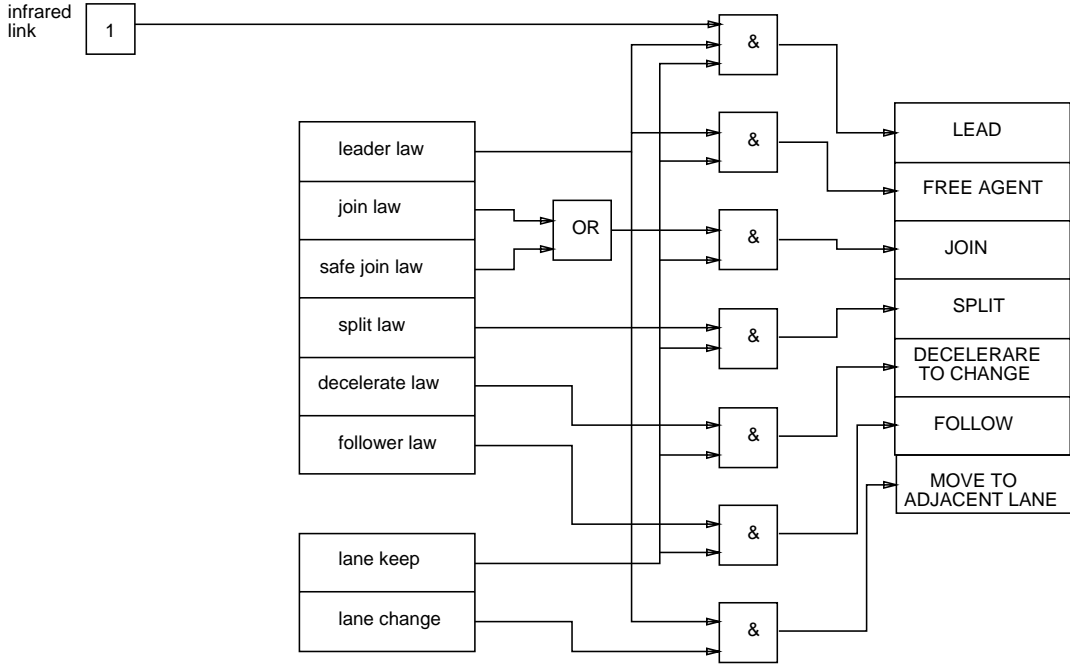 infrared
link
1
&
leader law
join law
safe join law
split law
decelerate law
follower law
lane keep
lane change
OR
&
&
&
&
&
&
LEAD
FREE AGENT
JOIN
SPLIT
DECELERARE
TO CHANGE
FOLLOW
MOVE TO
ADJACENT LANE